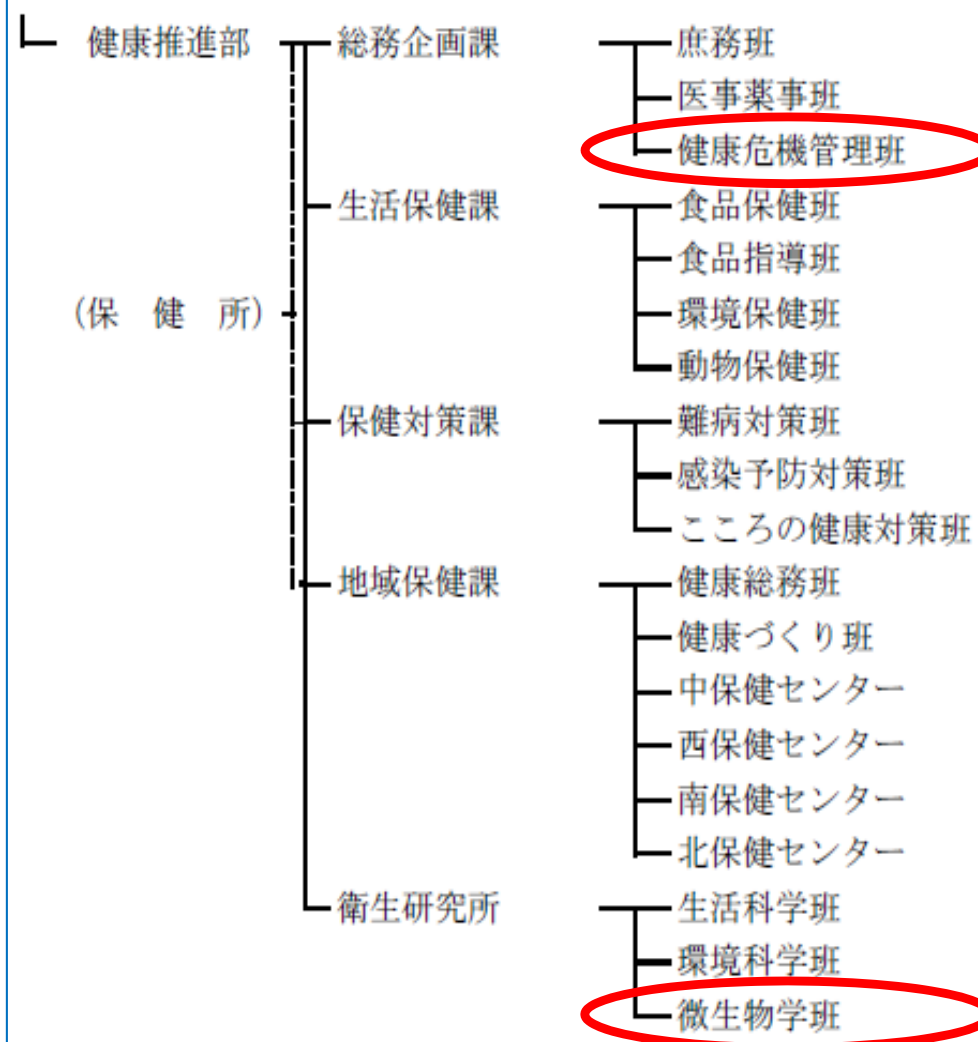 健康推進部 総務企画課 庶務班
医事薬事班
健康危機管理班
生活保健課 食品保健班
食品指導班
(保 健 所) 環境保健班
動物保健班
保健対策課 難病対策班
感染予防対策班
こころの健康対策班
地域保健課 健康総務班
健康づくり班
中保健センター
西保健センター
南保健センター
北保健センター
衛生研究所 生活科学班
環境科学班
微生物学班